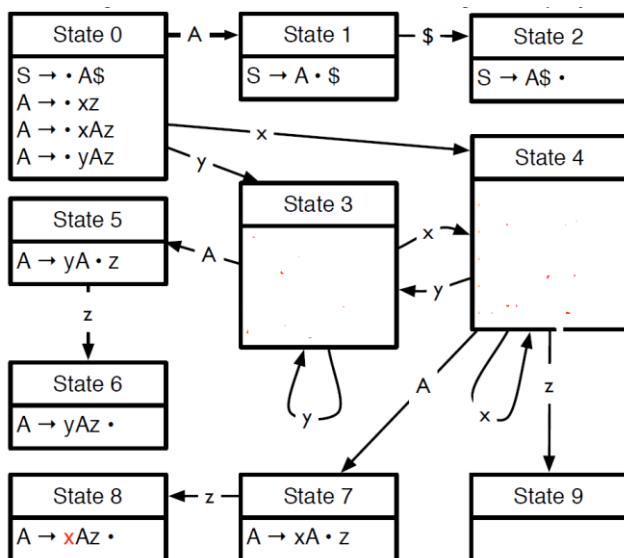 State 0
S → • A$
A → • xz
A → • xAz
A → • yAz
A
State 1
S → A • $
$
State 2
S → A$ •
x
y
State 3
State 4
x
y
A
State 5
A → yA • z
z
y
A
x
z
State 6
A → yAz •
State 8
A → xAz •
z
State 7
A → xA • z
State 9